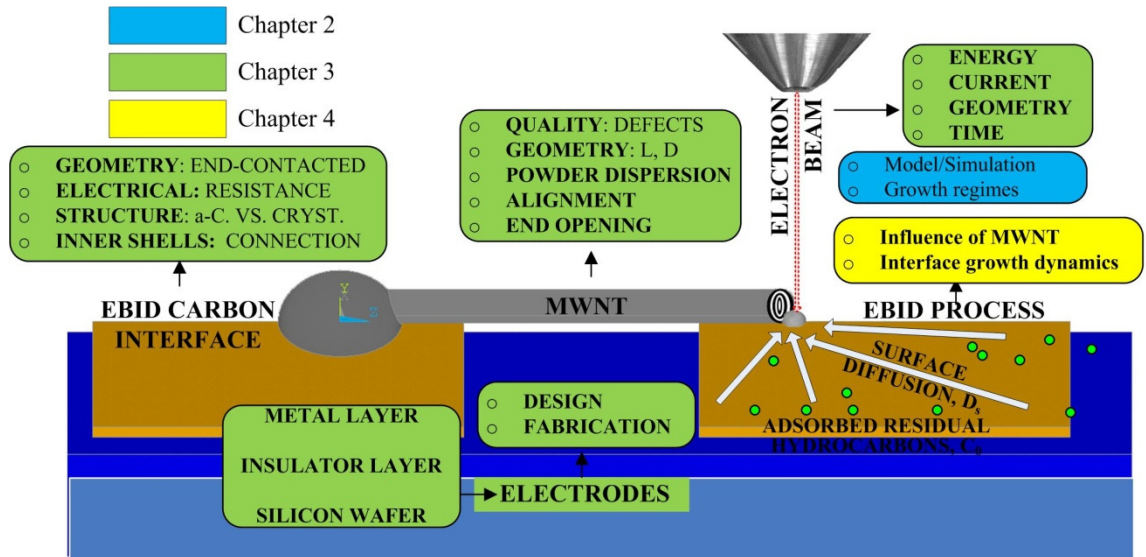 Chapter 2
Chapter 3
Chapter 4
○ GEOMETRY: END-CONTACTED
○ ELECTRICAL: RESISTANCE
○ STRUCTURE: a-C. VS. CRYST.
○ INNER SHELLS: CONNECTION
○ QUALITY: DEFECTS
○ GEOMETRY: L, D
○ POWDER DISPERSION
○ ALIGNMENT
○ END OPENING
ELECTRON
BEAM
○ ENERGY
○ CURRENT
○ GEOMETRY
○ TIME
○ Model/Simulation
○ Growth regimes
○ Influence of MWNT
○ Interface growth dynamics
EBID CARBON
INTERFACE
Y
Z
MWNT
EBID PROCESS
SURFACE
DIFFUSION, Dₛ
ADSORBED RESIDUAL
HYDROCARBONS, C₀
○ DESIGN
○ FABRICATION
METAL LAYER
INSULATOR LAYER
SILICON WAFER
ELECTRODES